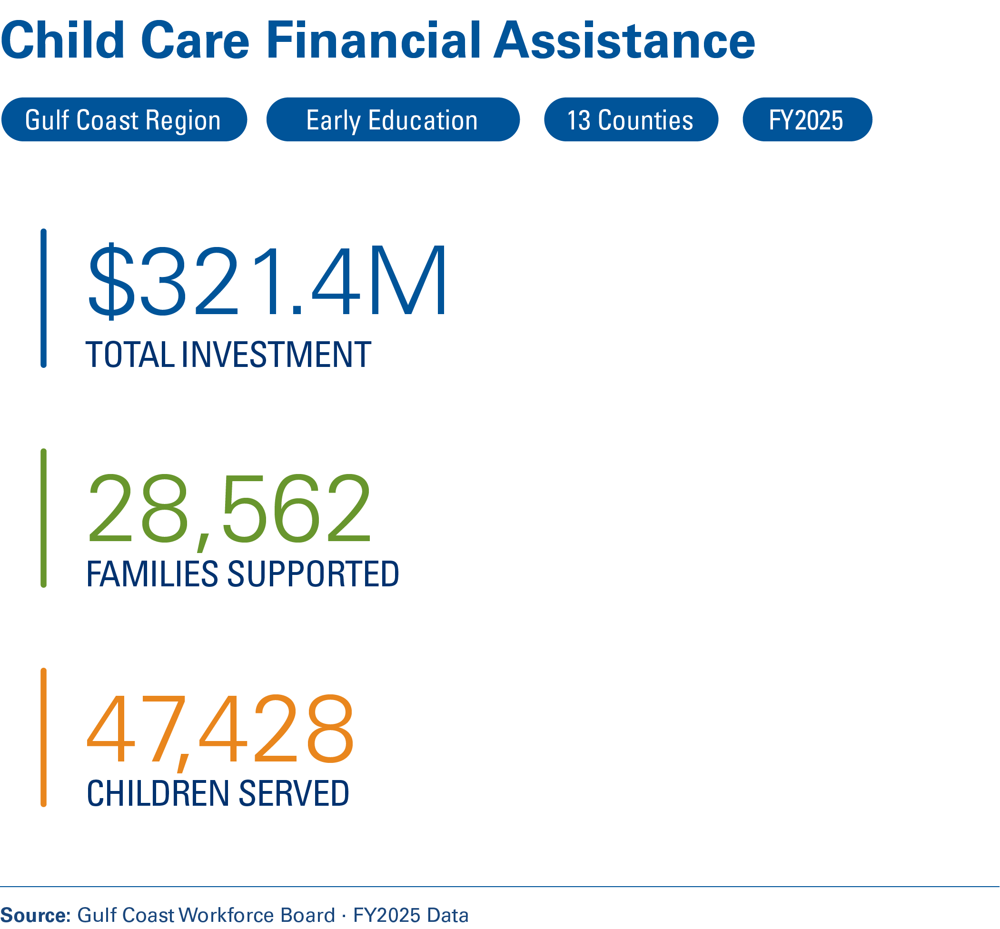 Child Care Financial Assistance
Gulf Coast Region Early Education 13 Counties FY2025
$321.4M
TOTAL INVESTMENT
28,562
FAMILIES SUPPORTED
47,428
CHILDREN SERVED
Source: Gulf Coast Workforce Board · FY2025 Data